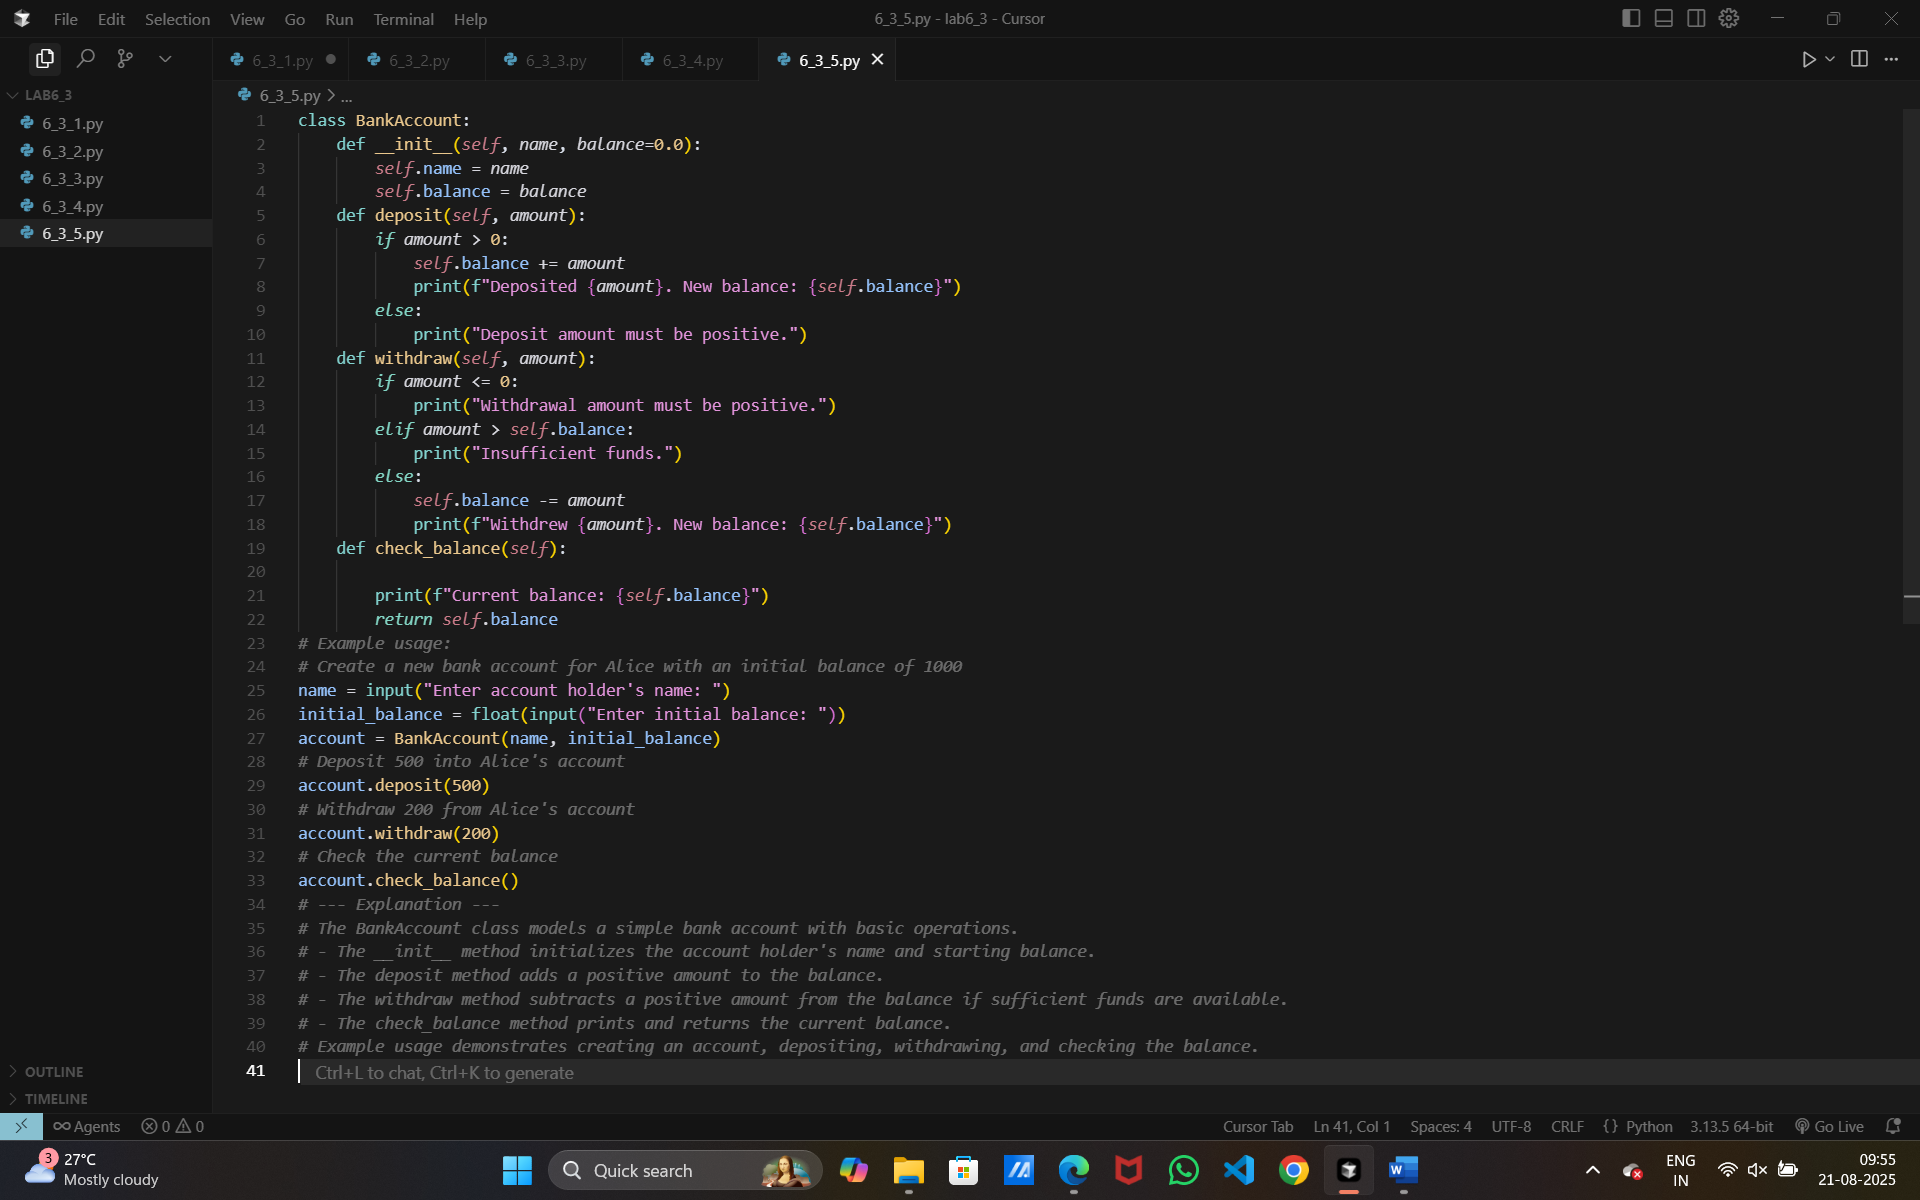 File Edit Selection View Go Run Terminal Help
6_3_5.py - lab6_3 - Cursor
6_3_1.py 6_3_2.py 6_3_3.py 6_3_4.py 6_3_5.py
LAB6_3
6_3_1.py
6_3_2.py
6_3_3.py
6_3_4.py
6_3_5.py
OUTLINE
TIMELINE
6_3_5.py > ...
1 class BankAccount:
2     def __init__(self, name, balance=0.0):
3         self.name = name
4         self.balance = balance
5     def deposit(self, amount):
6         if amount > 0:
7             self.balance += amount
8             print(f"Deposited {amount}. New balance: {self.balance}")
9         else:
10             print("Deposit amount must be positive.")
11     def withdraw(self, amount):
12         if amount <= 0:
13             print("Withdrawal amount must be positive.")
14         elif amount > self.balance:
15             print("Insufficient funds.")
16         else:
17             self.balance -= amount
18             print(f"Withdrew {amount}. New balance: {self.balance}")
19     def check_balance(self):
20
21         print(f"Current balance: {self.balance}")
22         return self.balance
23 # Example usage:
24 # Create a new bank account for Alice with an initial balance of 1000
25 name = input("Enter account holder's name: ")
26 initial_balance = float(input("Enter initial balance: "))
27 account = BankAccount(name, initial_balance)
28 # Deposit 500 into Alice's account
29 account.deposit(500)
30 # Withdraw 200 from Alice's account
31 account.withdraw(200)
32 # Check the current balance
33 account.check_balance()
34 # --- Explanation ---
35 # The BankAccount class models a simple bank account with basic operations.
36 # - The __init__ method initializes the account holder's name and starting balance.
37 # - The deposit method adds a positive amount to the balance.
38 # - The withdraw method subtracts a positive amount from the balance if sufficient funds are available.
39 # - The check_balance method prints and returns the current balance.
40 # Example usage demonstrates creating an account, depositing, withdrawing, and checking the balance.
41 Ctrl+L to chat, Ctrl+K to generate
Agents 0 0 Cursor Tab Ln 41, Col 1 Spaces: 4 UTF-8 CRLF {} Python 3.13.5 64-bit Go Live
3 27°C
Mostly cloudy
Quick search
ENG
IN
09:55
21-08-2025